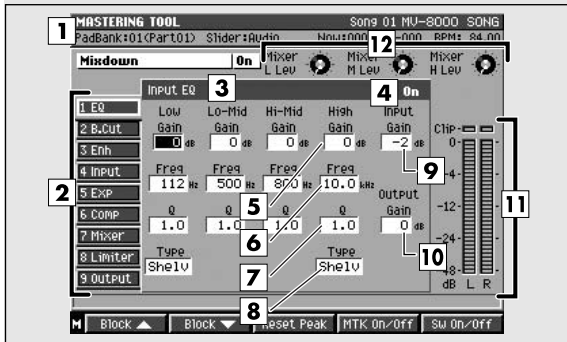 MASTERING TOOL Song 01 MV-8000 SONG
1 PadBank:01(Part01) Slider:Audio Now:000 -000 BPM: 84.00
12
Mixdown On Mixer L Lev Mixer M Lev Mixer H Lev
Input EQ 3 4 On
1 EQ
2 B.Cut
3 Enh
4 Input
5 Exp
6 Comp
7 Mixer
8 Limiter
9 Output
2
Low Lo-Mid Hi-Mid High Input
Gain Gain Gain Gain Gain
0 dB 0 dB 0 dB 0 dB -2 dB
9
Freq Freq Freq Freq
112 Hz 500 Hz 800 Hz 10.0 kHz
5
6
Output
Q Q Q Q Gain
1.0 1.0 1.0 1.0 0 dB
7
10
Type Type
Shelv Shelv
8
Clip
0
-4
-12
-24
-48
dB L R
11
M Block ▲ Block ▼ Reset Peak MTK On/Off Sw On/Off